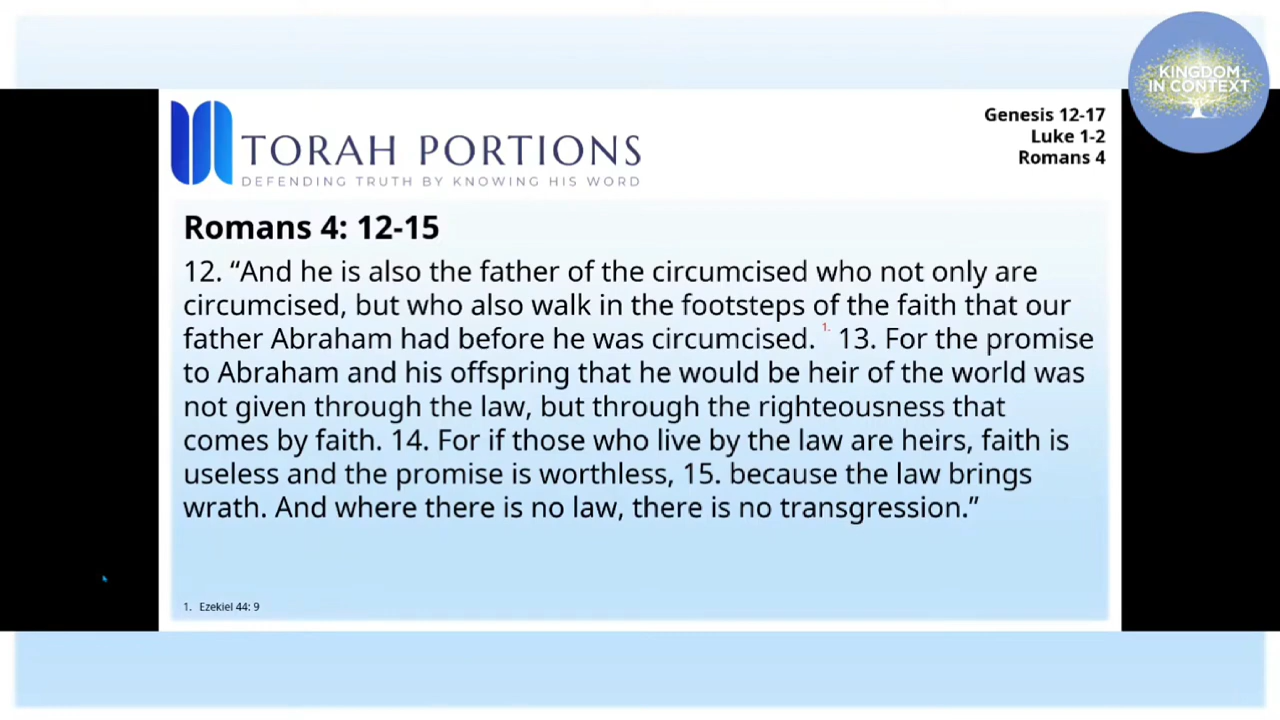 KINGDOM
IN CONTEXT
TORAH PORTIONS
DEFENDING TRUTH BY KNOWING HIS WORD
Genesis 12-17
Luke 1-2
Romans 4
Romans 4: 12-15
12. “And he is also the father of the circumcised who not only are
circumcised, but who also walk in the footsteps of the faith that our
father Abraham had before he was circumcised. 1. 13. For the promise
to Abraham and his offspring that he would be heir of the world was
not given through the law, but through the righteousness that
comes by faith. 14. For if those who live by the law are heirs, faith is
useless and the promise is worthless, 15. because the law brings
wrath. And where there is no law, there is no transgression.”
1. Ezekiel 44: 9